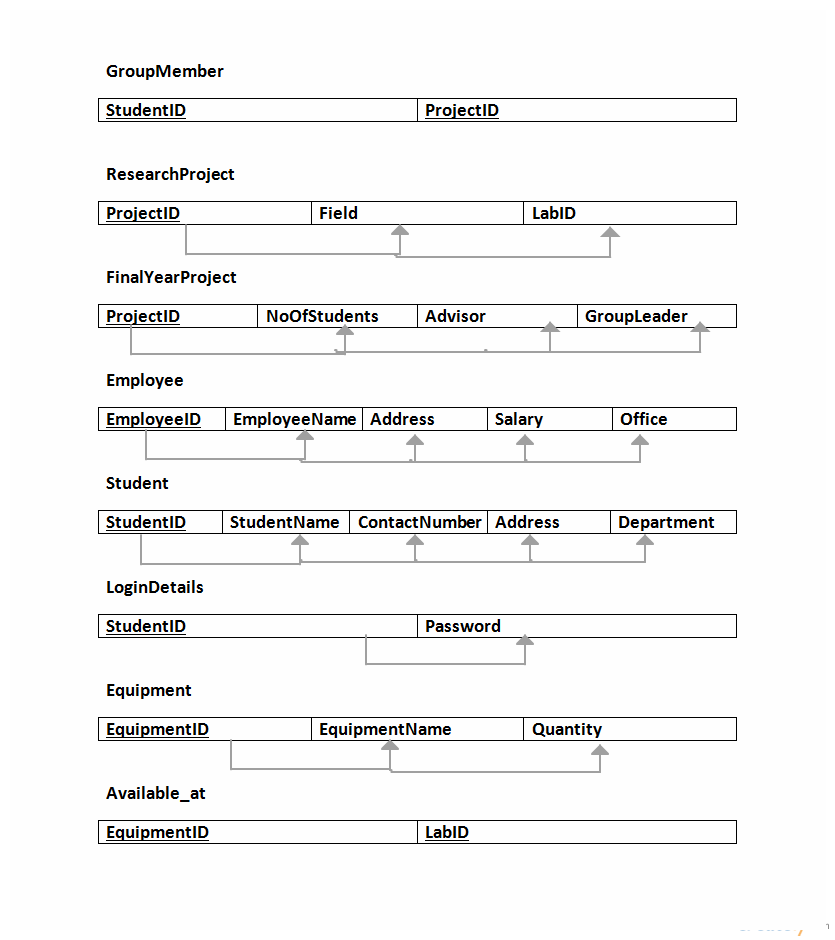 GroupMember
StudentID ProjectID
ResearchProject
ProjectID Field LabID
FinalYearProject
ProjectID NoOfStudents Advisor GroupLeader
Employee
EmployeeID EmployeeName Address Salary Office
Student
StudentID StudentName ContactNumber Address Department
LoginDetails
StudentID Password
Equipment
EquipmentID EquipmentName Quantity
Available_at
EquipmentID LabID